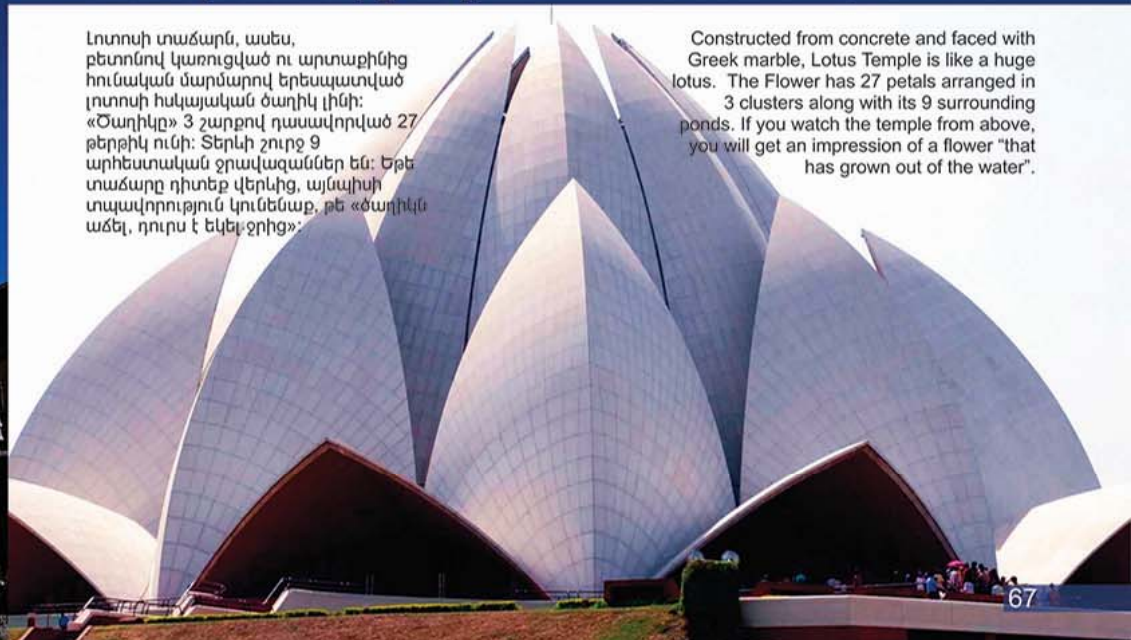 Լոտոսի տաճարն, ասես,
բետոնով կառուցված ու արտաքինից
հունական մարմարով երեսպատված
լոտոսի հսկայական ծաղիկ լինի:
«Ծաղիկը» 3 շարքով դասավորված 27
թերթիկ ունի: Տերևի շուրջ 9
արհեստական ջրավազաններ են: Եթե
տաճարը դիտեք վերևից, այնպիսի
տպավորություն կունենաք, թե «ծաղիկն
աճել, դուրս է եկել ջրից»:
Constructed from concrete and faced with
Greek marble, Lotus Temple is like a huge
lotus. The Flower has 27 petals arranged in
3 clusters along with its 9 surrounding
ponds. If you watch the temple from above,
you will get an impression of a flower “that
has grown out of the water”.
67